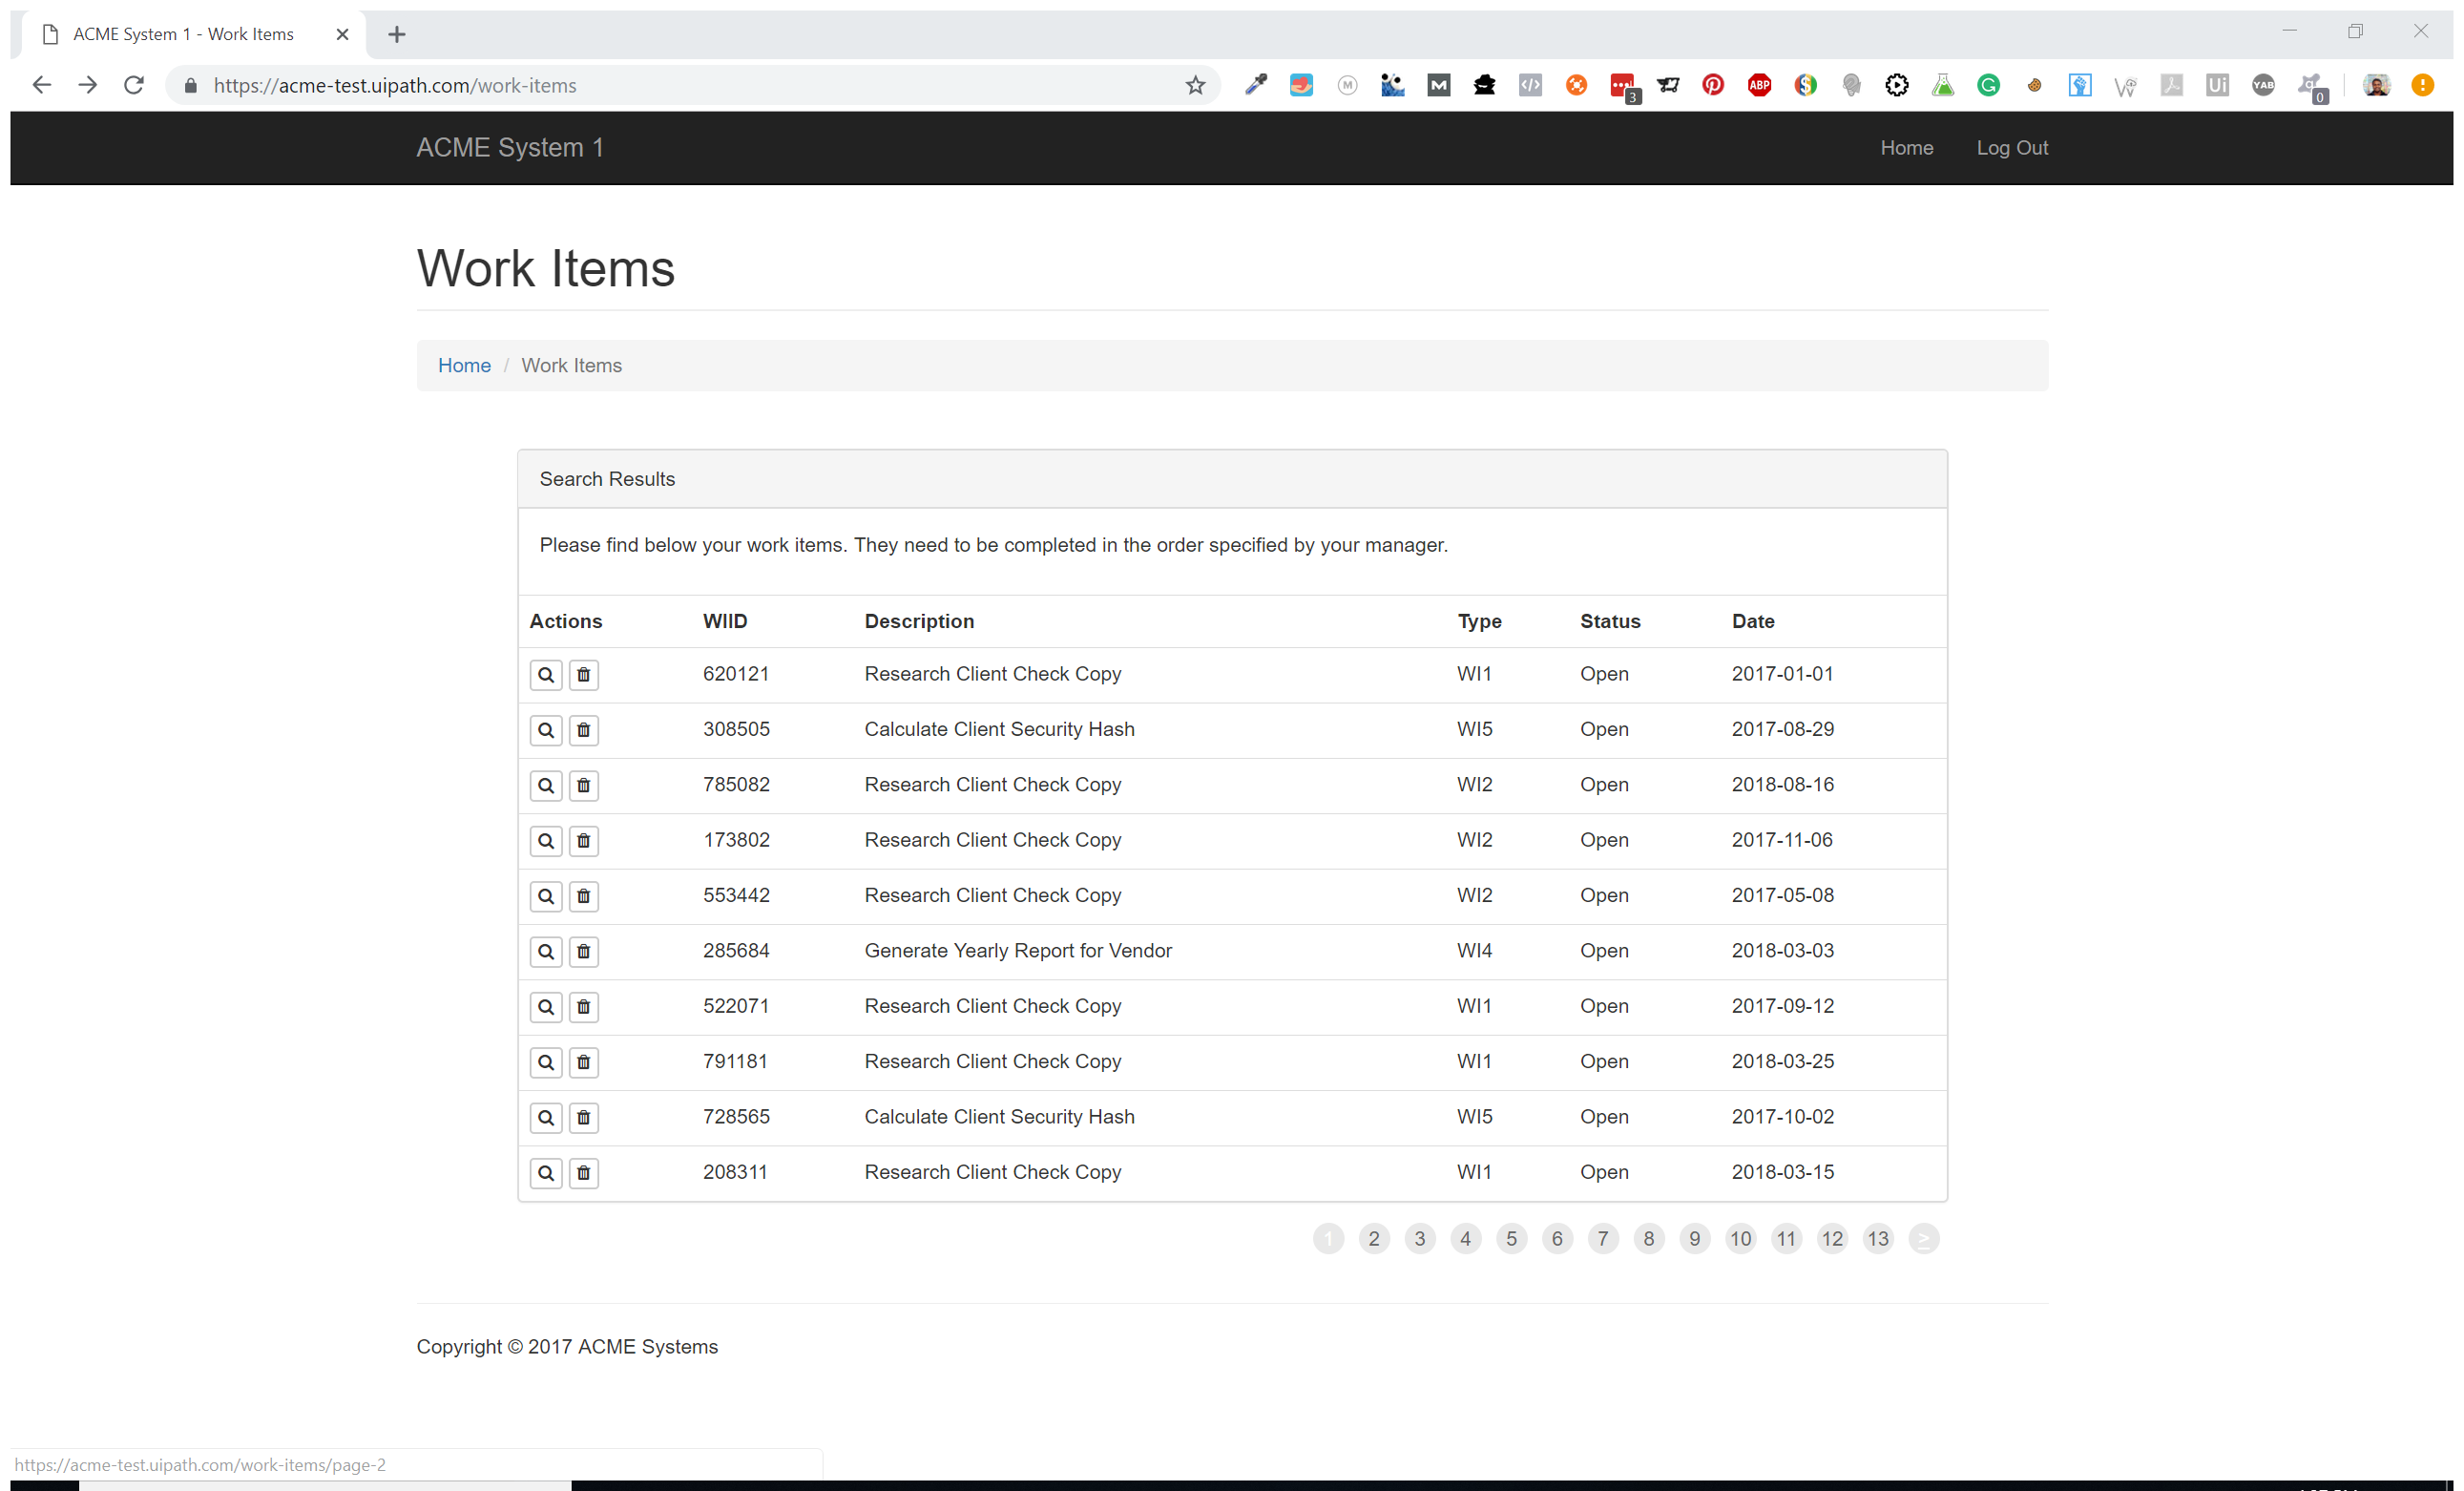 ACME System 1 - Work Items
https://acme-test.uipath.com/work-items
M
M
</>
3
ABP
$
G
Ui
YAB
0
ACME System 1
Home Log Out
Work Items
Home / Work Items
Search Results
Please find below your work items. They need to be completed in the order specified by your manager.
Actions WIID Description Type Status Date
620121 Research Client Check Copy WI1 Open 2017-01-01
308505 Calculate Client Security Hash WI5 Open 2017-08-29
785082 Research Client Check Copy WI2 Open 2018-08-16
173802 Research Client Check Copy WI2 Open 2017-11-06
553442 Research Client Check Copy WI2 Open 2017-05-08
285684 Generate Yearly Report for Vendor WI4 Open 2018-03-03
522071 Research Client Check Copy WI1 Open 2017-09-12
791181 Research Client Check Copy WI1 Open 2018-03-25
728565 Calculate Client Security Hash WI5 Open 2017-10-02
208311 Research Client Check Copy WI1 Open 2018-03-15
1 2 3 4 5 6 7 8 9 10 11 12 13 >
Copyright © 2017 ACME Systems
https://acme-test.uipath.com/work-items/page-2